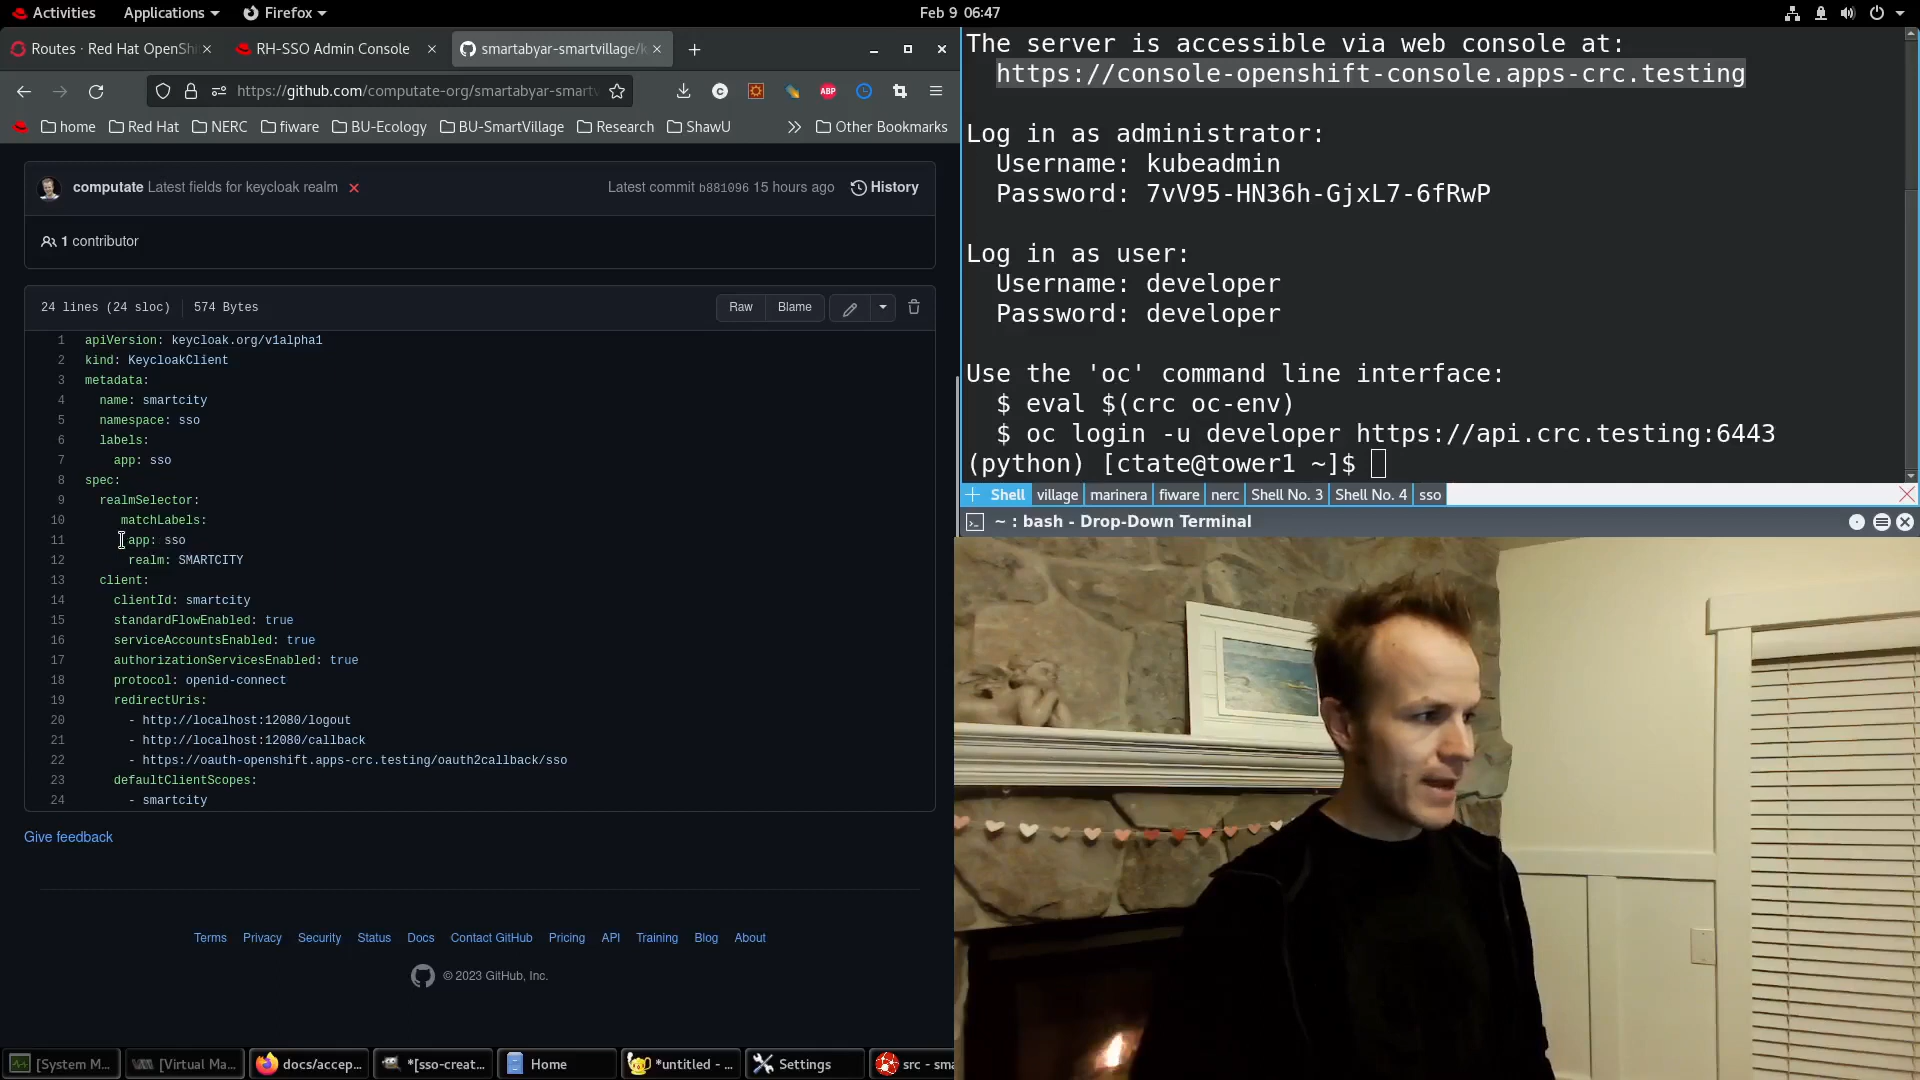 Activities
Applications
Firefox
Feb 9 06:47
Routes · Red Hat OpenShi
RH-SSO Admin Console
smartabyar-smartvillage/k
https://github.com/computate-org/smartabyar-smartv
ABP
home
Red Hat
NERC
fiware
BU-Ecology
BU-SmartVillage
Research
ShawU
Other Bookmarks
computate Latest fields for keycloak realm
Latest commit b881096 15 hours ago
History
1 contributor
24 lines (24 sloc) 574 Bytes
Raw
Blame
1 apiVersion: keycloak.org/v1alpha1
2 kind: KeycloakClient
3 metadata:
4 name: smartcity
5 namespace: sso
6 labels:
7 app: sso
8 spec:
9 realmSelector:
10 matchLabels:
11 app: sso
12 realm: SMARTCITY
13 client:
14 clientId: smartcity
15 standardFlowEnabled: true
16 serviceAccountsEnabled: true
17 authorizationServicesEnabled: true
18 protocol: openid-connect
19 redirectUris:
20 - http://localhost:12080/logout
21 - http://localhost:12080/callback
22 - https://oauth-openshift.apps-crc.testing/oauth2callback/sso
23 defaultClientScopes:
24 - smartcity
Give feedback
Terms
Privacy
Security
Status
Docs
Contact GitHub
Pricing
API
Training
Blog
About
© 2023 GitHub, Inc.
The server is accessible via web console at:
https://console-openshift-console.apps-crc.testing
Log in as administrator:
Username: kubeadmin
Password: 7vV95-HN36h-GjxL7-6fRwP
Log in as user:
Username: developer
Password: developer
Use the 'oc' command line interface:
$ eval $(crc oc-env)
$ oc login -u developer https://api.crc.testing:6443
(python) [ctate@tower1 ~]$
Shell
village
marinera
fiware
nerc
Shell No. 3
Shell No. 4
sso
~ : bash - Drop-Down Terminal
[System M...
[Virtual Ma...
docs/accep...
*[sso-creat...
Home
*untitled - ...
Settings
src - sma